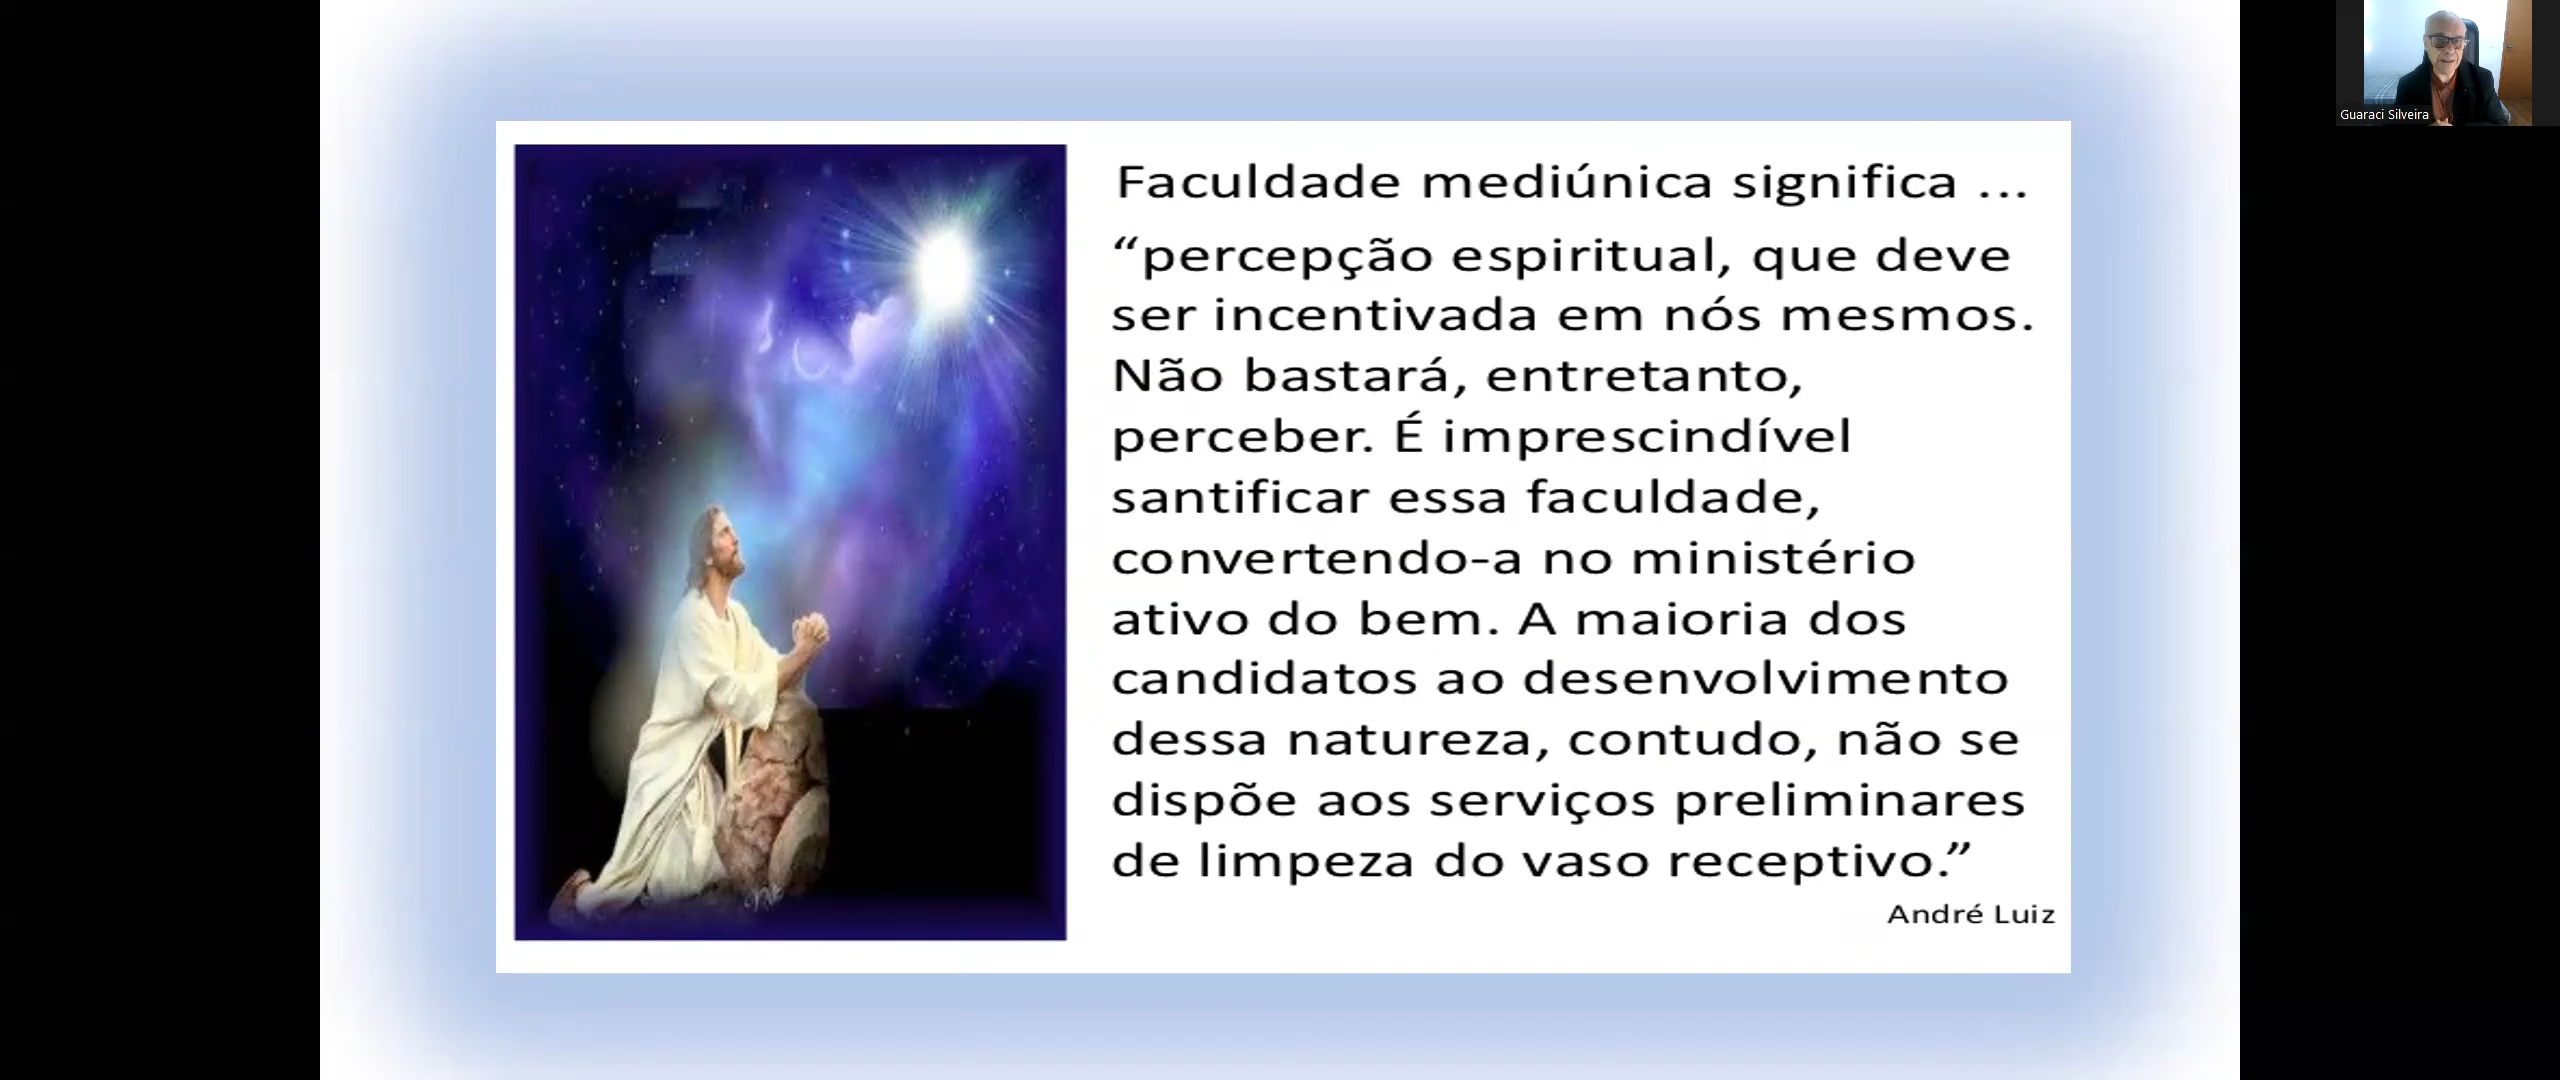 Faculdade mediúnica significa ...
“percepção espiritual, que deve
ser incentivada em nós mesmos.
Não bastará, entretanto,
perceber. É imprescindível
santificar essa faculdade,
convertendo-a no ministério
ativo do bem. A maioria dos
candidatos ao desenvolvimento
dessa natureza, contudo, não se
dispõe aos serviços preliminares
de limpeza do vaso receptivo.”
André Luiz
Guaraci Silveira